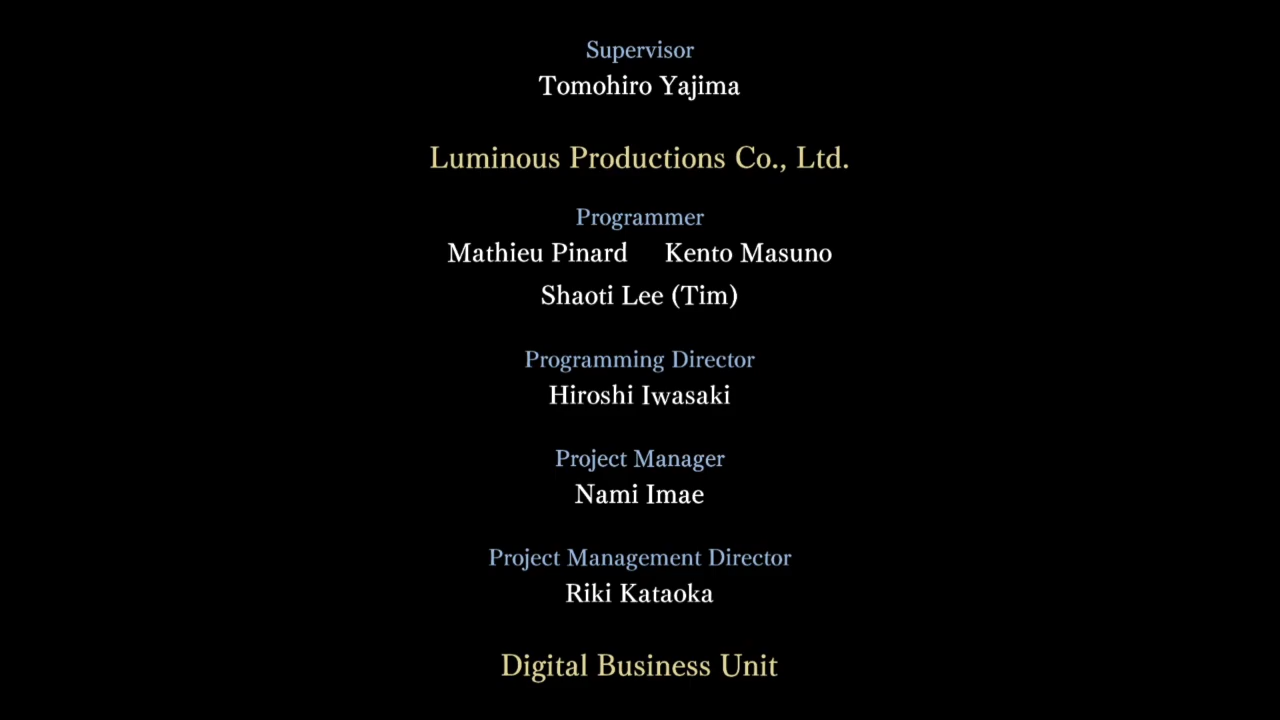 Supervisor
Tomohiro Yajima
Luminous Productions Co., Ltd.
Programmer
Mathieu Pinard Kento Masuno
Shaoti Lee (Tim)
Programming Director
Hiroshi Iwasaki
Project Manager
Nami Imae
Project Management Director
Riki Kataoka
Digital Business Unit